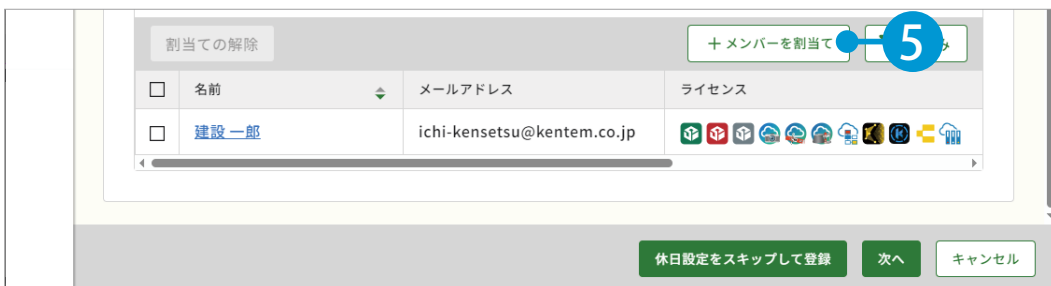 割当ての解除
＋メンバーを割当て
5
み
名前
メールアドレス
ライセンス
建設 一郎
ichi-kensetsu@kentem.co.jp
休日設定をスキップして登録
次へ
キャンセル